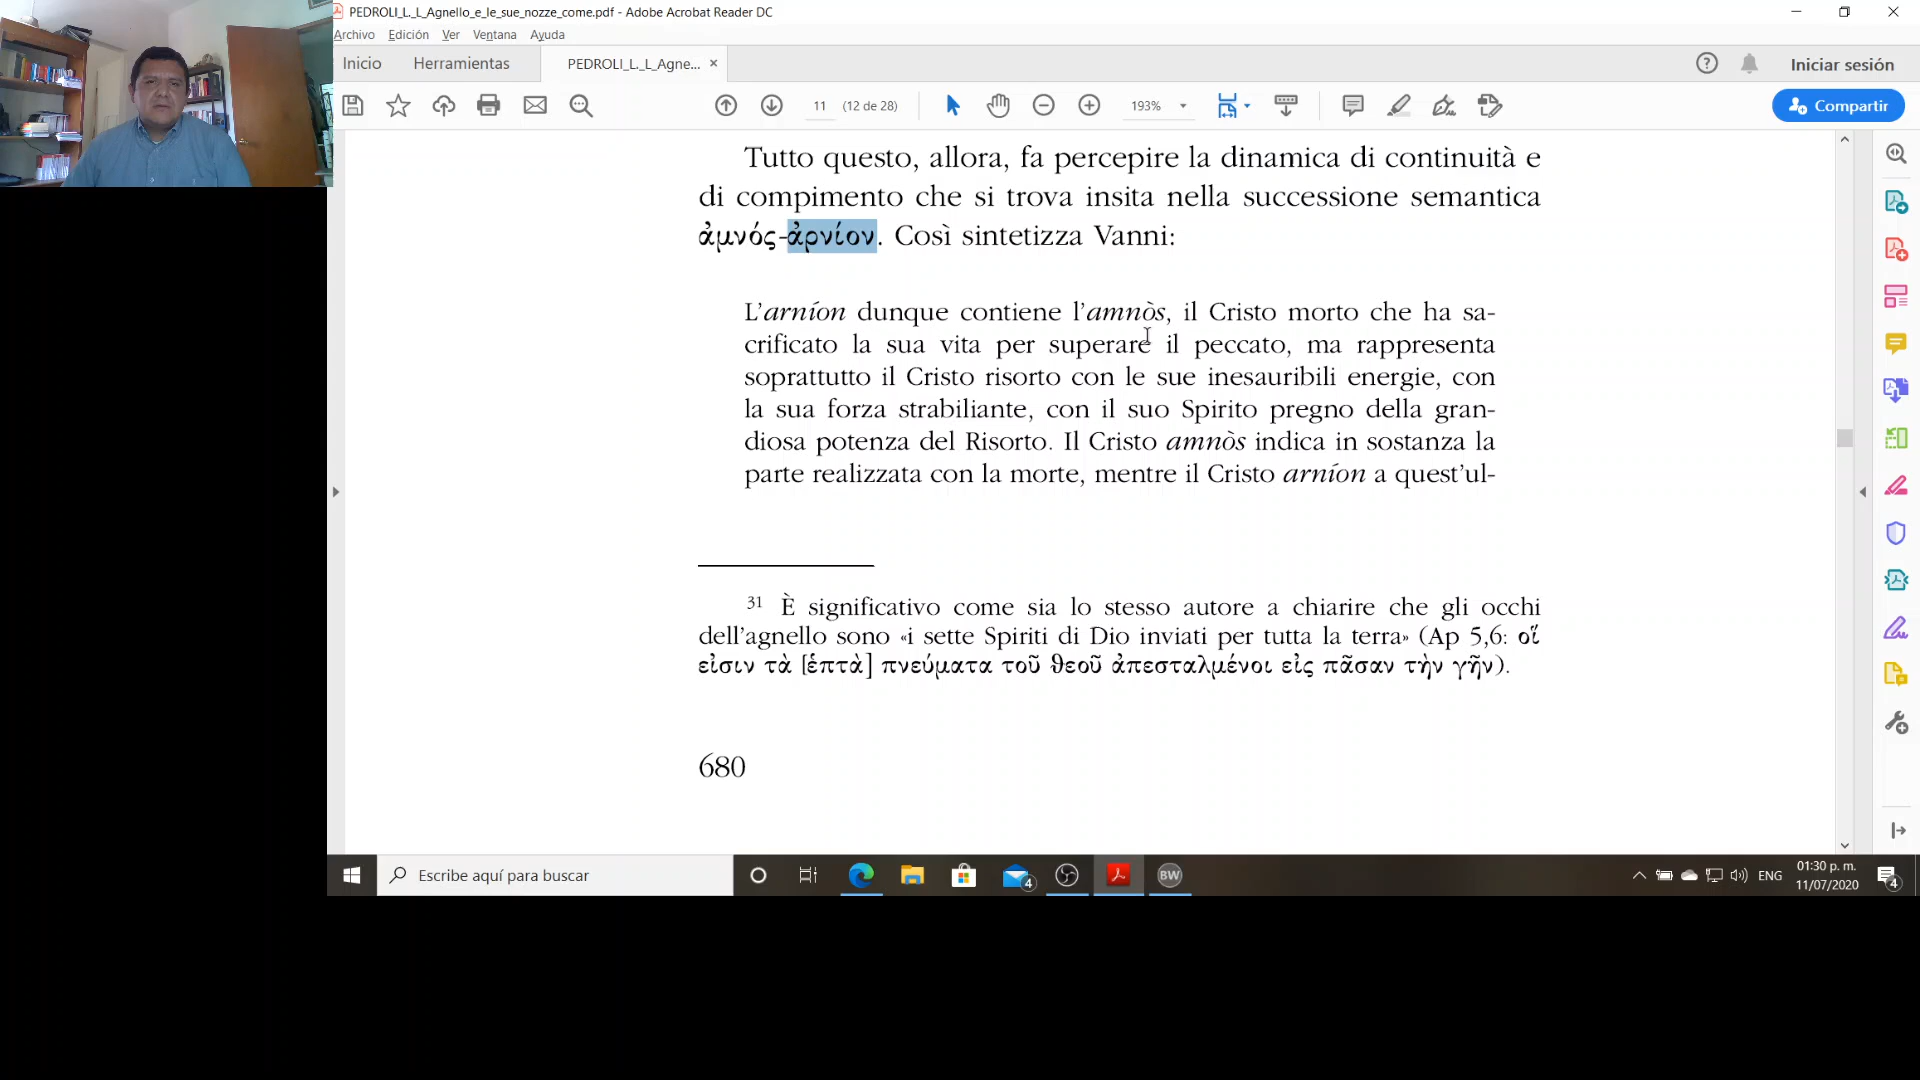 PEDROLI_L._L_Agnello_e_le_sue_nozze_come.pdf - Adobe Acrobat Reader DC
Archivo Edición Ver Ventana Ayuda
Inicio Herramientas PEDROLI_L._L_Agne... × Iniciar sesión
11 (12 de 28) 193% Compartir
Tutto questo, allora, fa percepire la dinamica di continuità e
di compimento che si trova insita nella successione semantica
ἀμνός-ἀρνίον. Così sintetizza Vanni:
L’arníon dunque contiene l’amnòs, il Cristo morto che ha sa-
crificato la sua vita per superare il peccato, ma rappresenta
soprattutto il Cristo risorto con le sue inesauribili energie, con
la sua forza strabiliante, con il suo Spirito pregno della gran-
diosa potenza del Risorto. Il Cristo amnòs indica in sostanza la
parte realizzata con la morte, mentre il Cristo arníon a quest’ul-
31 È significativo come sia lo stesso autore a chiarire che gli occhi
dell’agnello sono «i sette Spiriti di Dio inviati per tutta la terra» (Ap 5,6: οἵ
εἰσιν τὰ [ἑπτὰ] πνεύματα τοῦ θεοῦ ἀπεσταλμένοι εἰς πᾶσαν τὴν γῆν).
680
Escribe aquí para buscar 4 BW ENG 01:30 p. m.
11/07/2020 4